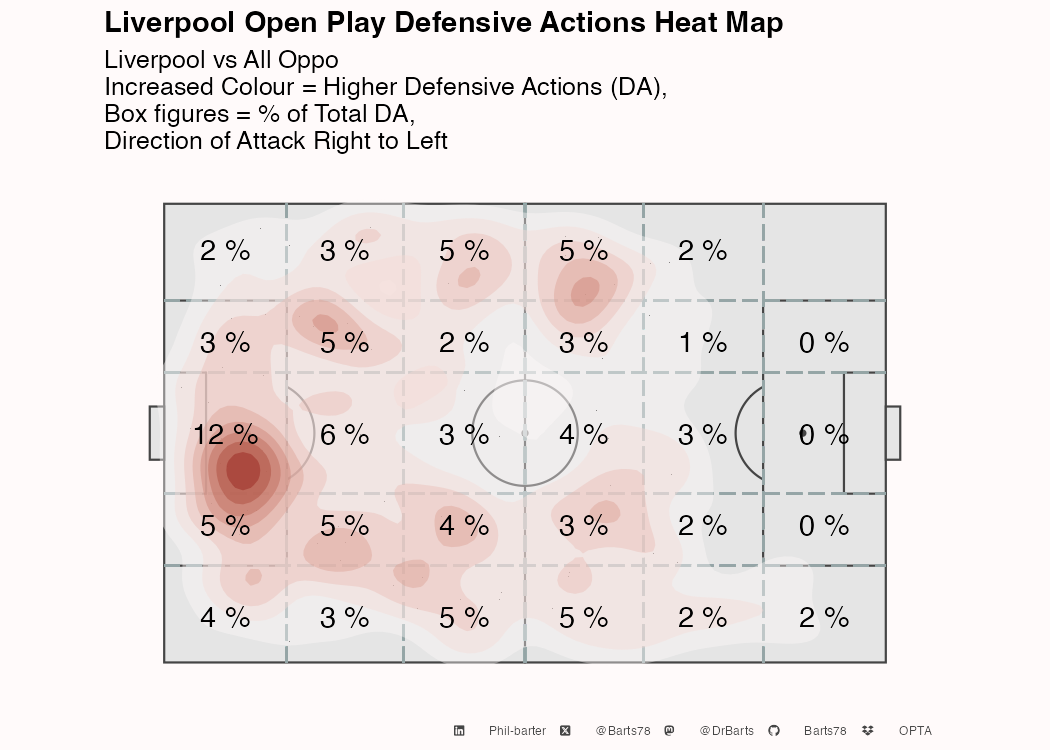 Liverpool Open Play Defensive Actions Heat Map
Liverpool vs All Oppo
Increased Colour = Higher Defensive Actions (DA),
Box figures = % of Total DA,
Direction of Attack Right to Left
2 % 3 % 5 % 5 % 2 %
3 % 5 % 2 % 3 % 1 % 0 %
12 % 6 % 3 % 4 % 3 % 0 %
5 % 5 % 4 % 3 % 2 % 0 %
4 % 3 % 5 % 5 % 2 % 2 %
Phil-barter @Barts78 @DrBarts Barts78 OPTA